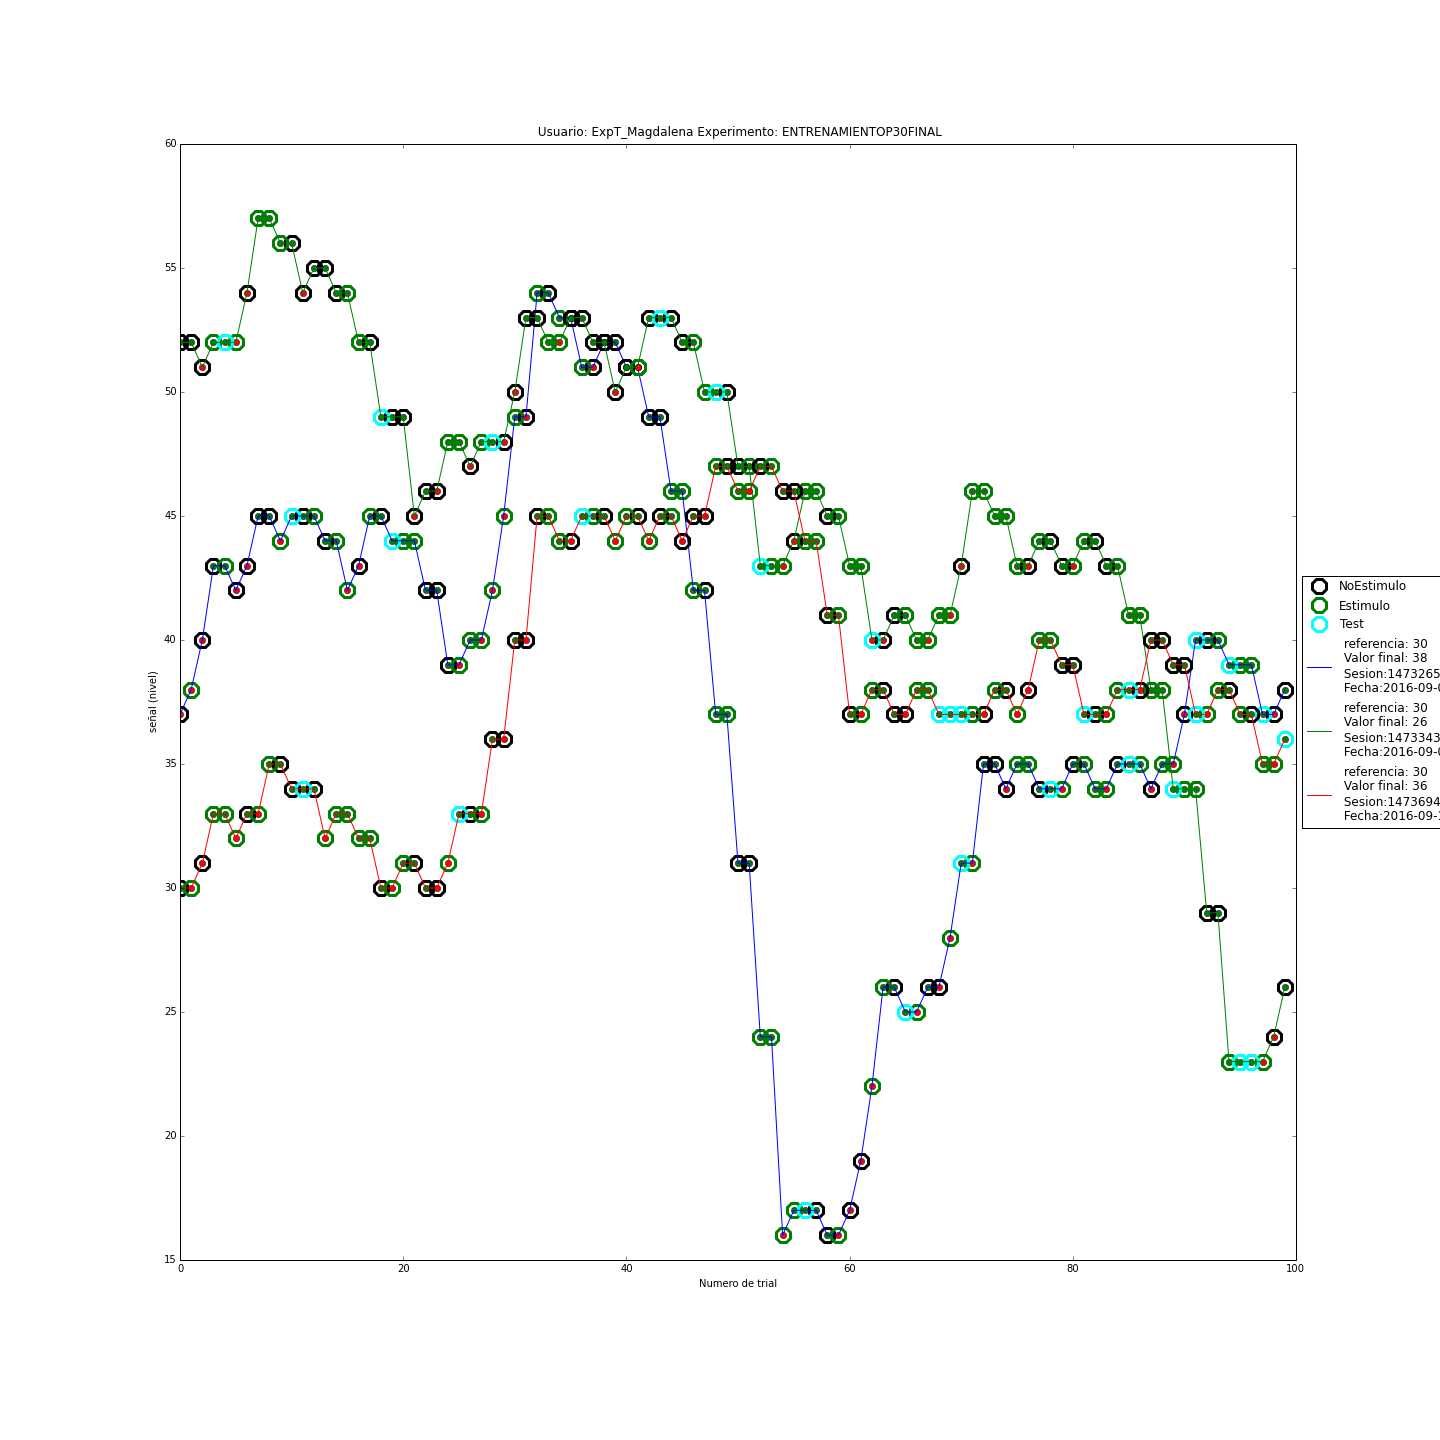 Usuario: ExpT_Magdalena Experimento: ENTRENAMIENTOP30FINAL
60
55
50
45
40
35
30
25
20
15
señal (nivel)
0
20
40
60
80
100
Numero de trial
NoEstimulo
Estimulo
Test
referencia: 30
Valor final: 38
Sesion:1473265
Fecha:2016-09-0
referencia: 30
Valor final: 26
Sesion:1473343
Fecha:2016-09-0
referencia: 30
Valor final: 36
Sesion:1473694
Fecha:2016-09-1